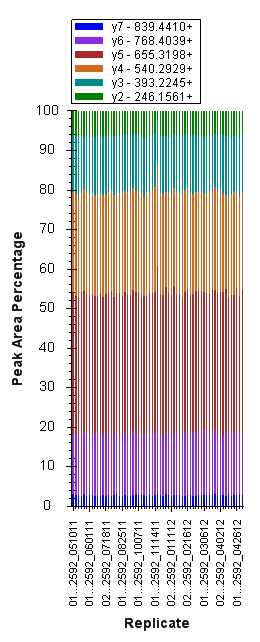 y7 - 839.4410+
y6 - 768.4039+
y5 - 655.3198+
y4 - 540.2929+
y3 - 393.2245+
y2 - 246.1561+
Peak Area Percentage
100
90
80
70
60
50
40
30
20
10
0
01...2592_051011
01...2592_060111
02...2592_071811
01...2592_082511
01...2592_100711
01...2592_111411
02...2592_011112
02...2592_021612
01...2592_030612
02...2592_040212
01...2592_042612
Replicate